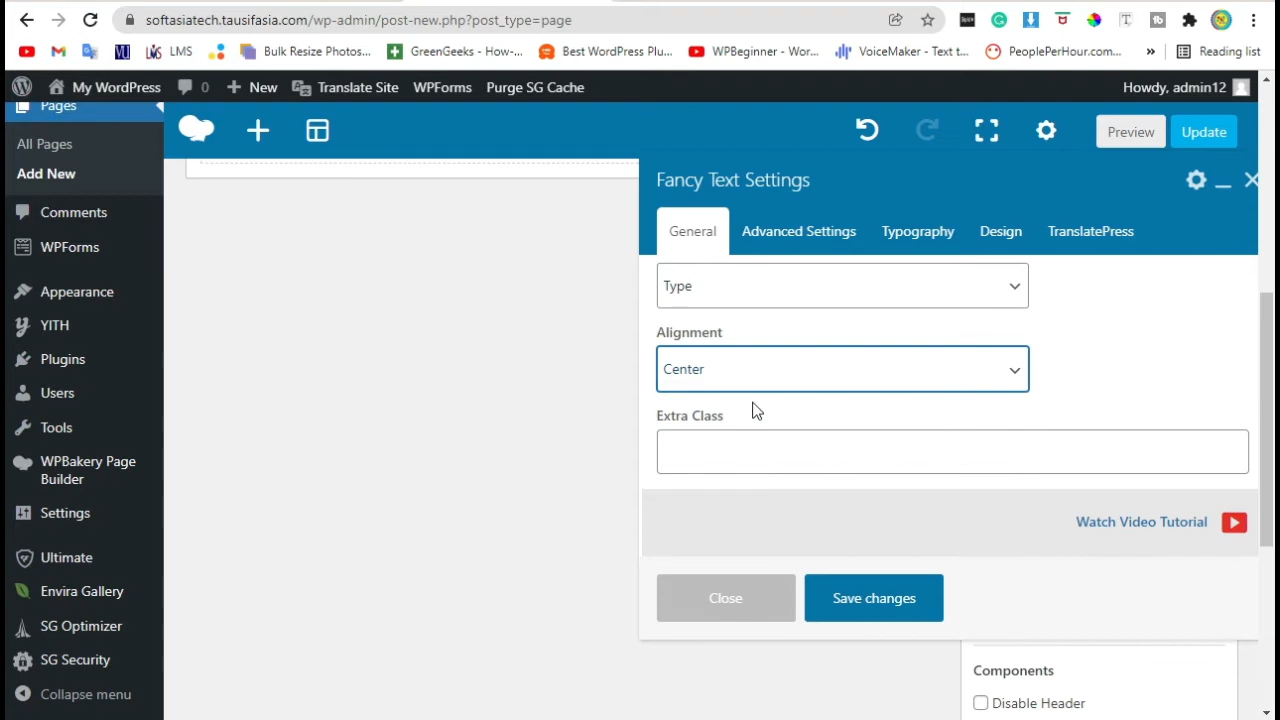 softasiatech.tausifasia.com/wp-admin/post-new.php?post_type=page
LMS
Bulk Resize Photos...
GreenGeeks - How-...
Best WordPress Plu...
WPBeginner - Wor...
VoiceMaker - Text t...
PeoplePerHour.com...
»
Reading list
My WordPress
0
New
Translate Site
WPForms
Purge SG Cache
Howdy, admin12
Pages
All Pages
Add New
Comments
WPForms
Appearance
YITH
Plugins
Users
Tools
WPBakery Page
Builder
Settings
Ultimate
Envira Gallery
SG Optimizer
SG Security
Collapse menu
Preview
Update
Fancy Text Settings
General
Advanced Settings
Typography
Design
TranslatePress
Type
Alignment
Center
Extra Class
Watch Video Tutorial
Close
Save changes
Components
Disable Header